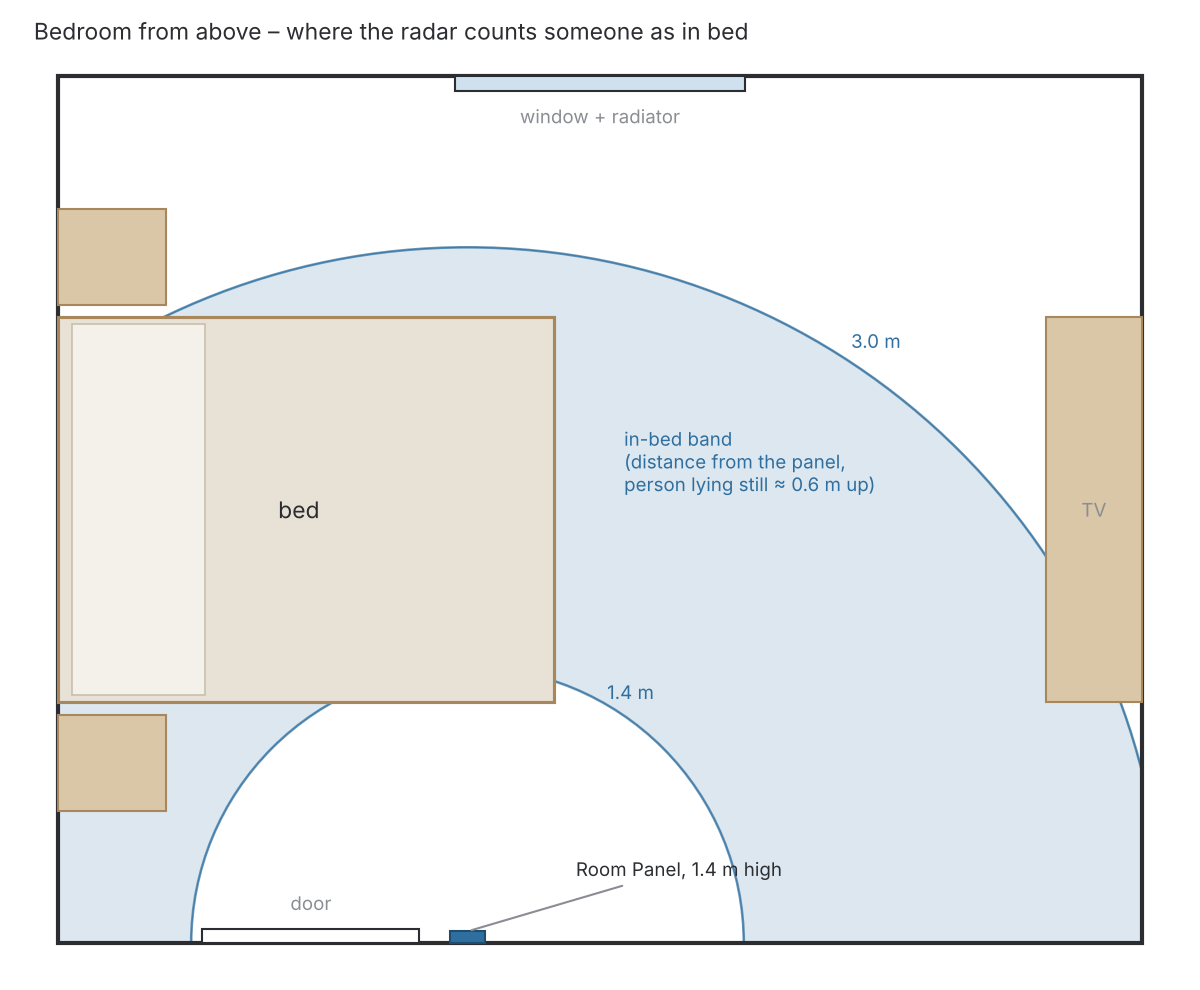 Bedroom from above – where the radar counts someone as in bed
window + radiator
3.0 m
in-bed band
(distance from the panel,
person lying still ≈ 0.6 m up)
bed
TV
1.4 m
Room Panel, 1.4 m high
door